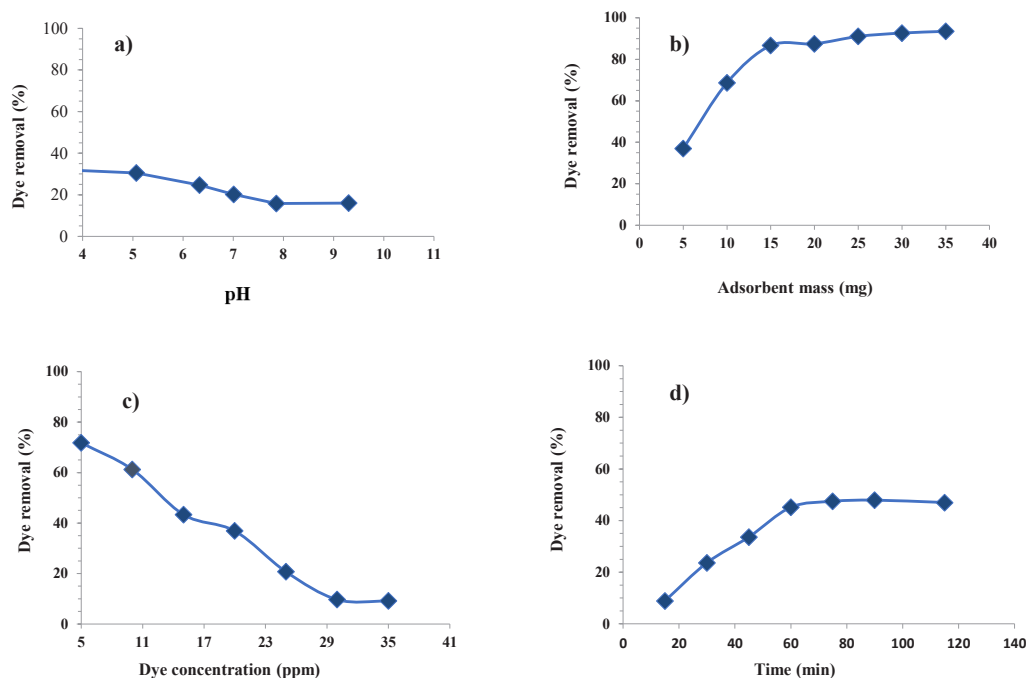 a)
Dye removal (%)
100
80
60
40
20
0
4 5 6 7 8 9 10 11
pH
b)
Dye removal (%)
100
80
60
40
20
0
0 5 10 15 20 25 30 35 40
Adsorbent mass (mg)
c)
Dye removal (%)
100
80
60
40
20
0
5 11 17 23 29 35 41
Dye concentration (ppm)
d)
Dye removal (%)
100
80
60
40
20
0
0 20 40 60 80 100 120 140
Time (min)